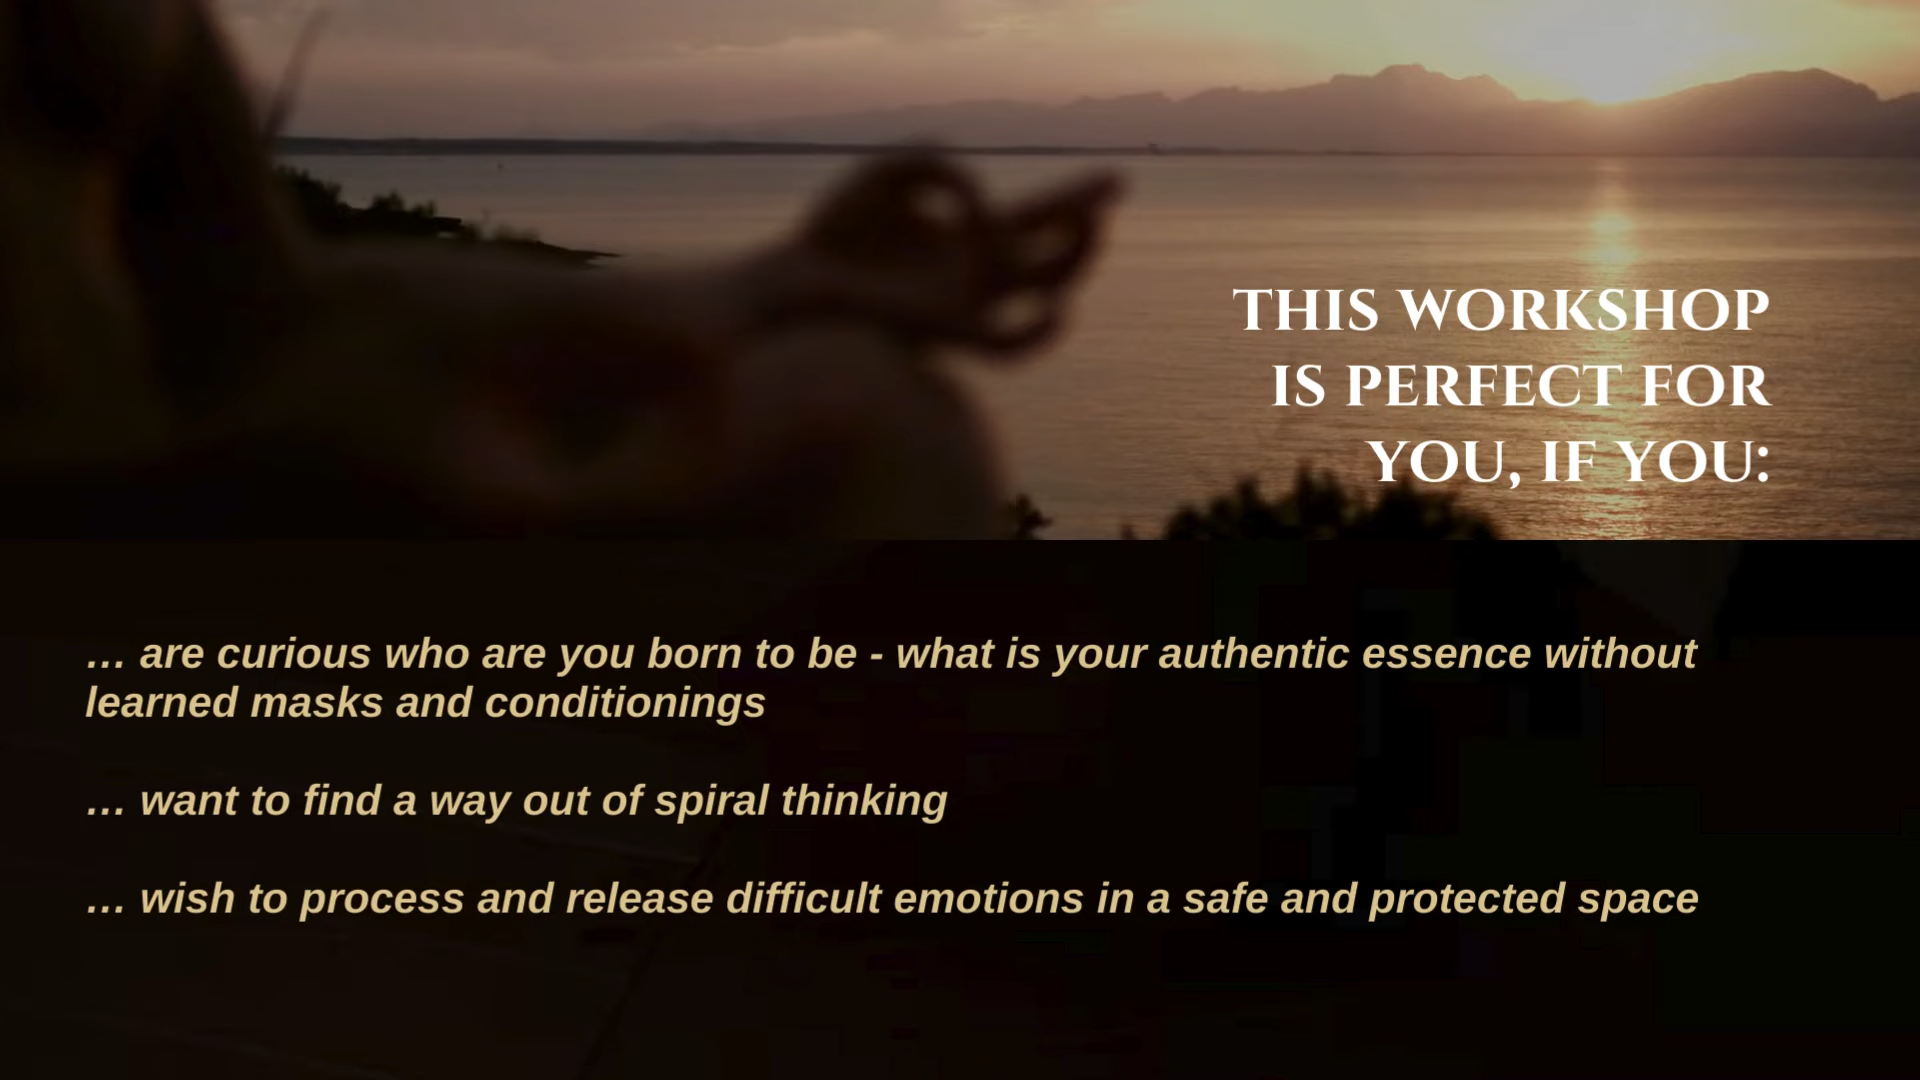 THIS WORKSHOP
IS PERFECT FOR
YOU, IF YOU:
… are curious who are you born to be - what is your authentic essence without
learned masks and conditionings
… want to find a way out of spiral thinking
… wish to process and release difficult emotions in a safe and protected space